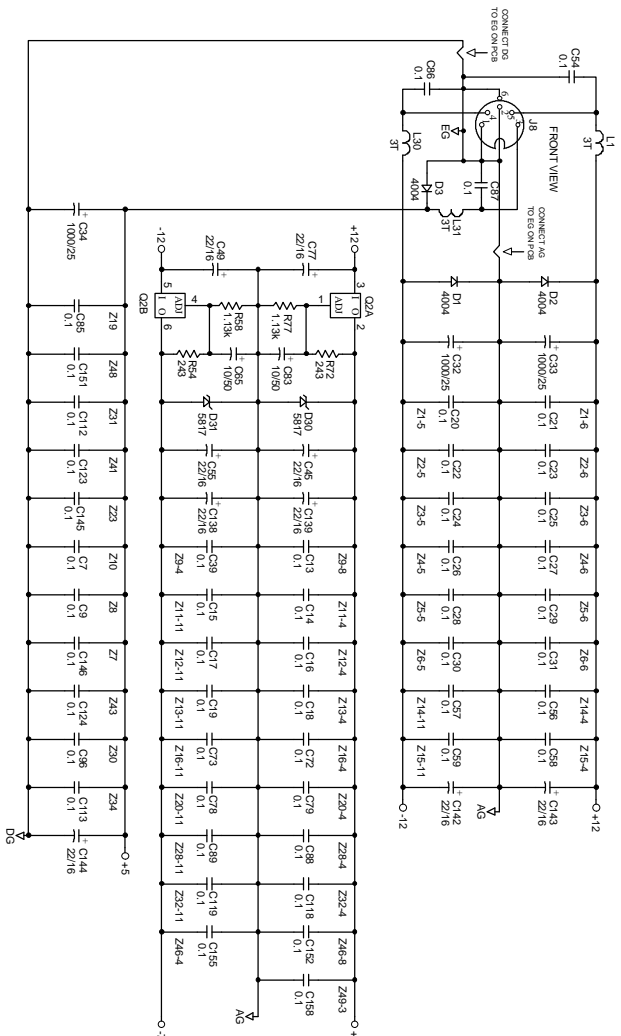 CONNECT DG
TO EG ON PCB
C54
0.1
C86
0.1
6
2
5
4
1
J8
FRONT VIEW
EG
L1
3T
L30
3T
D3
4004
C87
0.1
L31
3T
CONNECT AG
TO EG ON PCB
D1
4004
D2
4004
C32
1000/25
C33
1000/25
Z1-5
C20
0.1
C21
0.1
Z1-6
Z2-5
C22
0.1
C23
0.1
Z2-6
Z3-5
C24
0.1
C25
0.1
Z3-6
Z4-5
C26
0.1
C27
0.1
Z4-6
Z5-5
C28
0.1
C29
0.1
Z5-6
Z6-5
C30
0.1
C31
0.1
Z6-6
Z14-11
C57
0.1
C56
0.1
Z14-4
Z15-11
C59
0.1
C58
0.1
Z15-4
C142
22/16
C143
22/16
-12
AG
+12
-12
C49
22/16
C77
22/16
+12
5
I
O
ADJ
4
6
Q2B
3
I
O
ADJ
1
2
Q2A
R58
1.13k
R77
1.13k
R54
243
C65
10/50
C83
10/50
R72
243
D31
5817
D30
5817
C55
22/16
C45
22/16
C138
22/16
C139
22/16
Z9-4
C39
0.1
C13
0.1
Z9-8
Z11-11
C15
0.1
C14
0.1
Z11-4
Z12-11
C17
0.1
C16
0.1
Z12-4
Z13-11
C19
0.1
C18
0.1
Z13-4
Z16-11
C73
0.1
C72
0.1
Z16-4
Z20-11
C78
0.1
C79
0.1
Z20-4
Z28-11
C89
0.1
C88
0.1
Z28-4
Z32-11
C119
0.1
C118
0.1
Z32-4
Z46-4
C155
0.1
C152
0.1
Z46-8
C158
0.1
Z49-3
AG
C34
1000/25
C85
0.1
Z19
C151
0.1
Z48
C112
0.1
Z31
C123
0.1
Z41
C145
0.1
Z23
C7
0.1
Z10
C9
0.1
Z8
C146
0.1
Z7
C124
0.1
Z43
C96
0.1
Z30
C113
0.1
Z34
C144
22/16
DG
+5